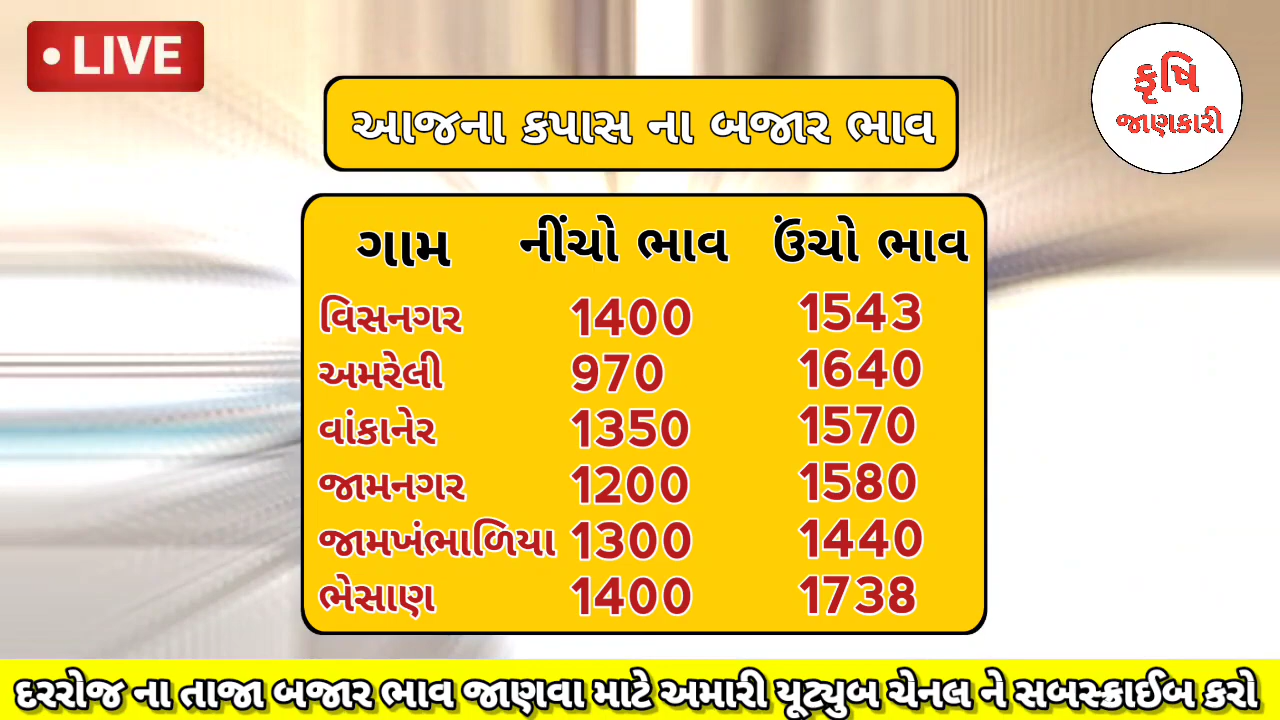 LIVE
કૃષિ
જાણકારી
આજના કપાસ ના બજાર ભાવ
ગામ નીંચો ભાવ ઉંચો ભાવ
વિસનગર 1400 1543
અમરેલી 970 1640
વાંકાનેર 1350 1570
જામનગર 1200 1580
જામખંભાળિયા 1300 1440
ભેસાણ 1400 1738
દરરોજ ના તાજા બજાર ભાવ જાણવા માટે અમારી યૂટ્યુબ ચેનલ ને સબસ્ક્રાઈબ કરો